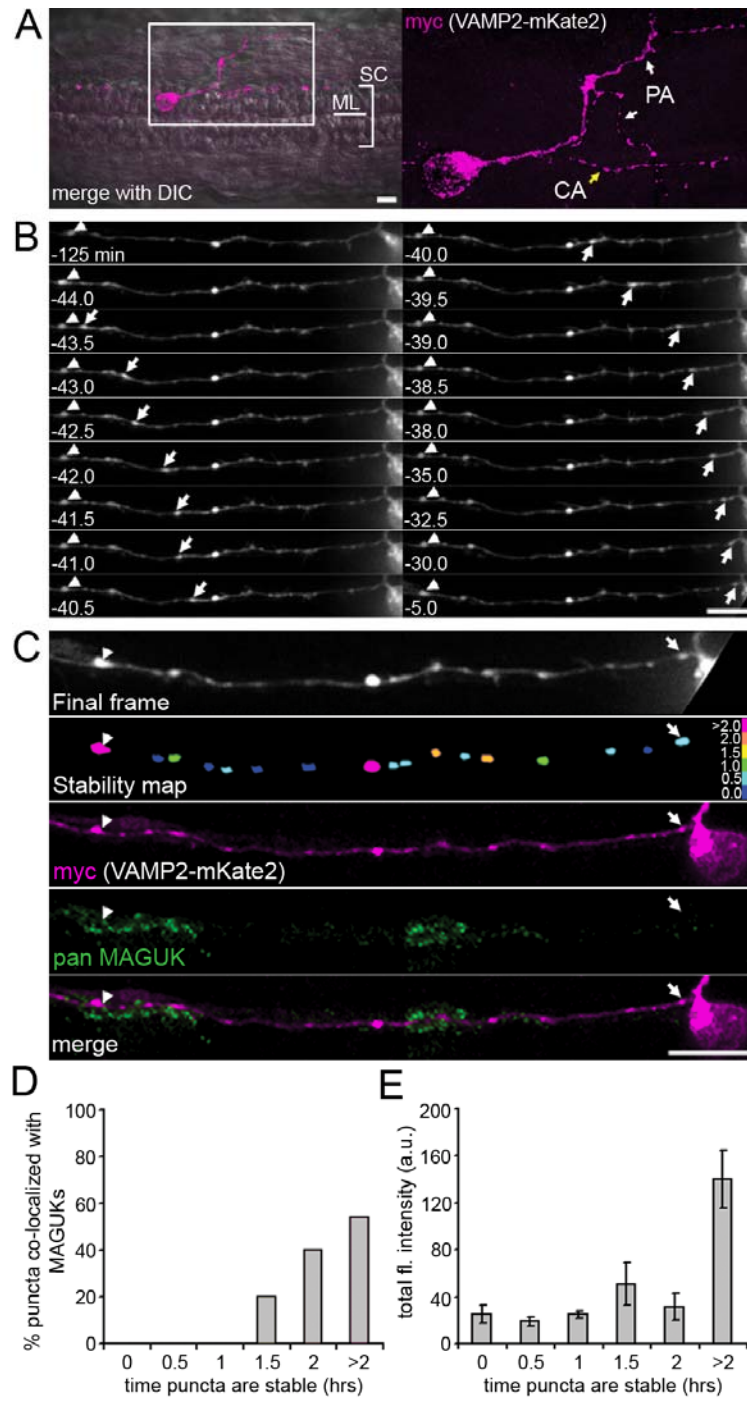 A
SC
ML
merge with DIC
myc (VAMP2-mKate2)
PA
CA
B
-125 min
-44.0
-43.5
-43.0
-42.5
-42.0
-41.5
-41.0
-40.5
-40.0
-39.5
-39.0
-38.5
-38.0
-35.0
-32.5
-30.0
-5.0
C
Final frame
Stability map
>2.0
2.0
1.5
1.0
0.5
0.0
myc (VAMP2-mKate2)
pan MAGUK
merge
D
% puncta co-localized with
MAGUKs
100
80
60
40
20
0
0 0.5 1 1.5 2 >2
time puncta are stable (hrs)
E
total fl. intensity (a.u.)
200
160
120
80
40
0
0 0.5 1 1.5 2 >2
time puncta are stable (hrs)